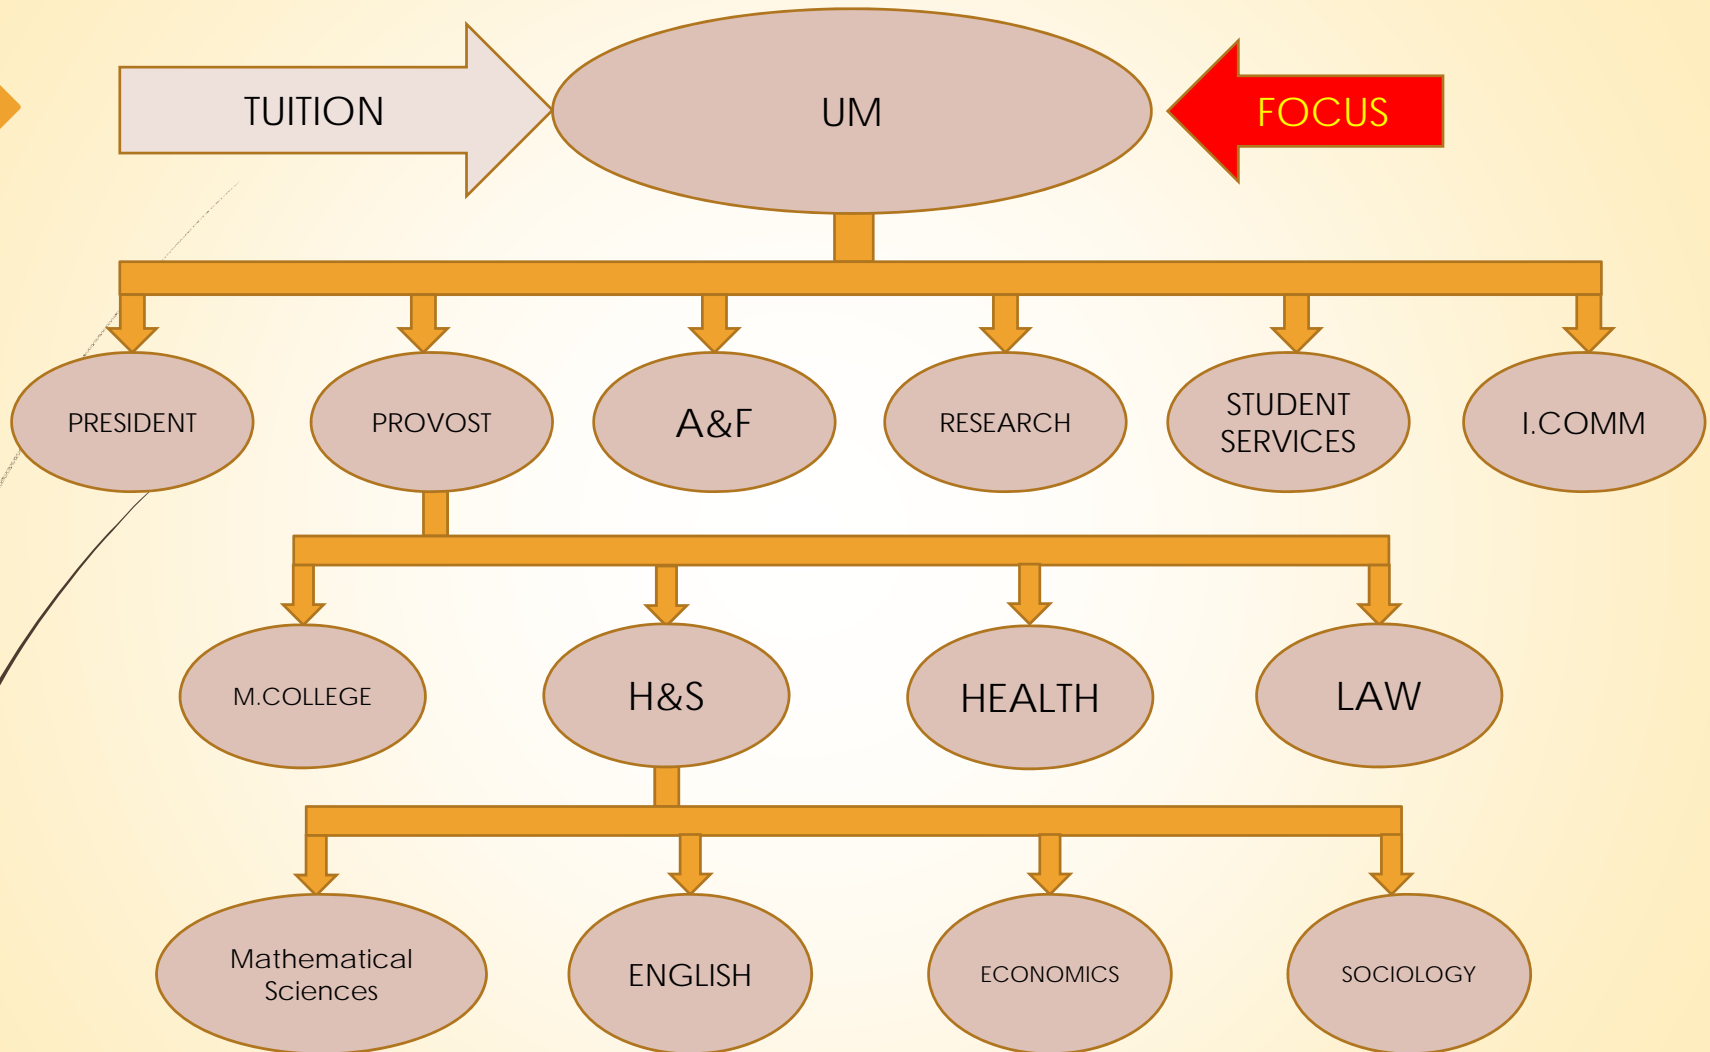 TUITION
UM
FOCUS
PRESIDENT
PROVOST
A&F
RESEARCH
STUDENT
SERVICES
I.COMM
M.COLLEGE
H&S
HEALTH
LAW
Mathematical
Sciences
ENGLISH
ECONOMICS
SOCIOLOGY